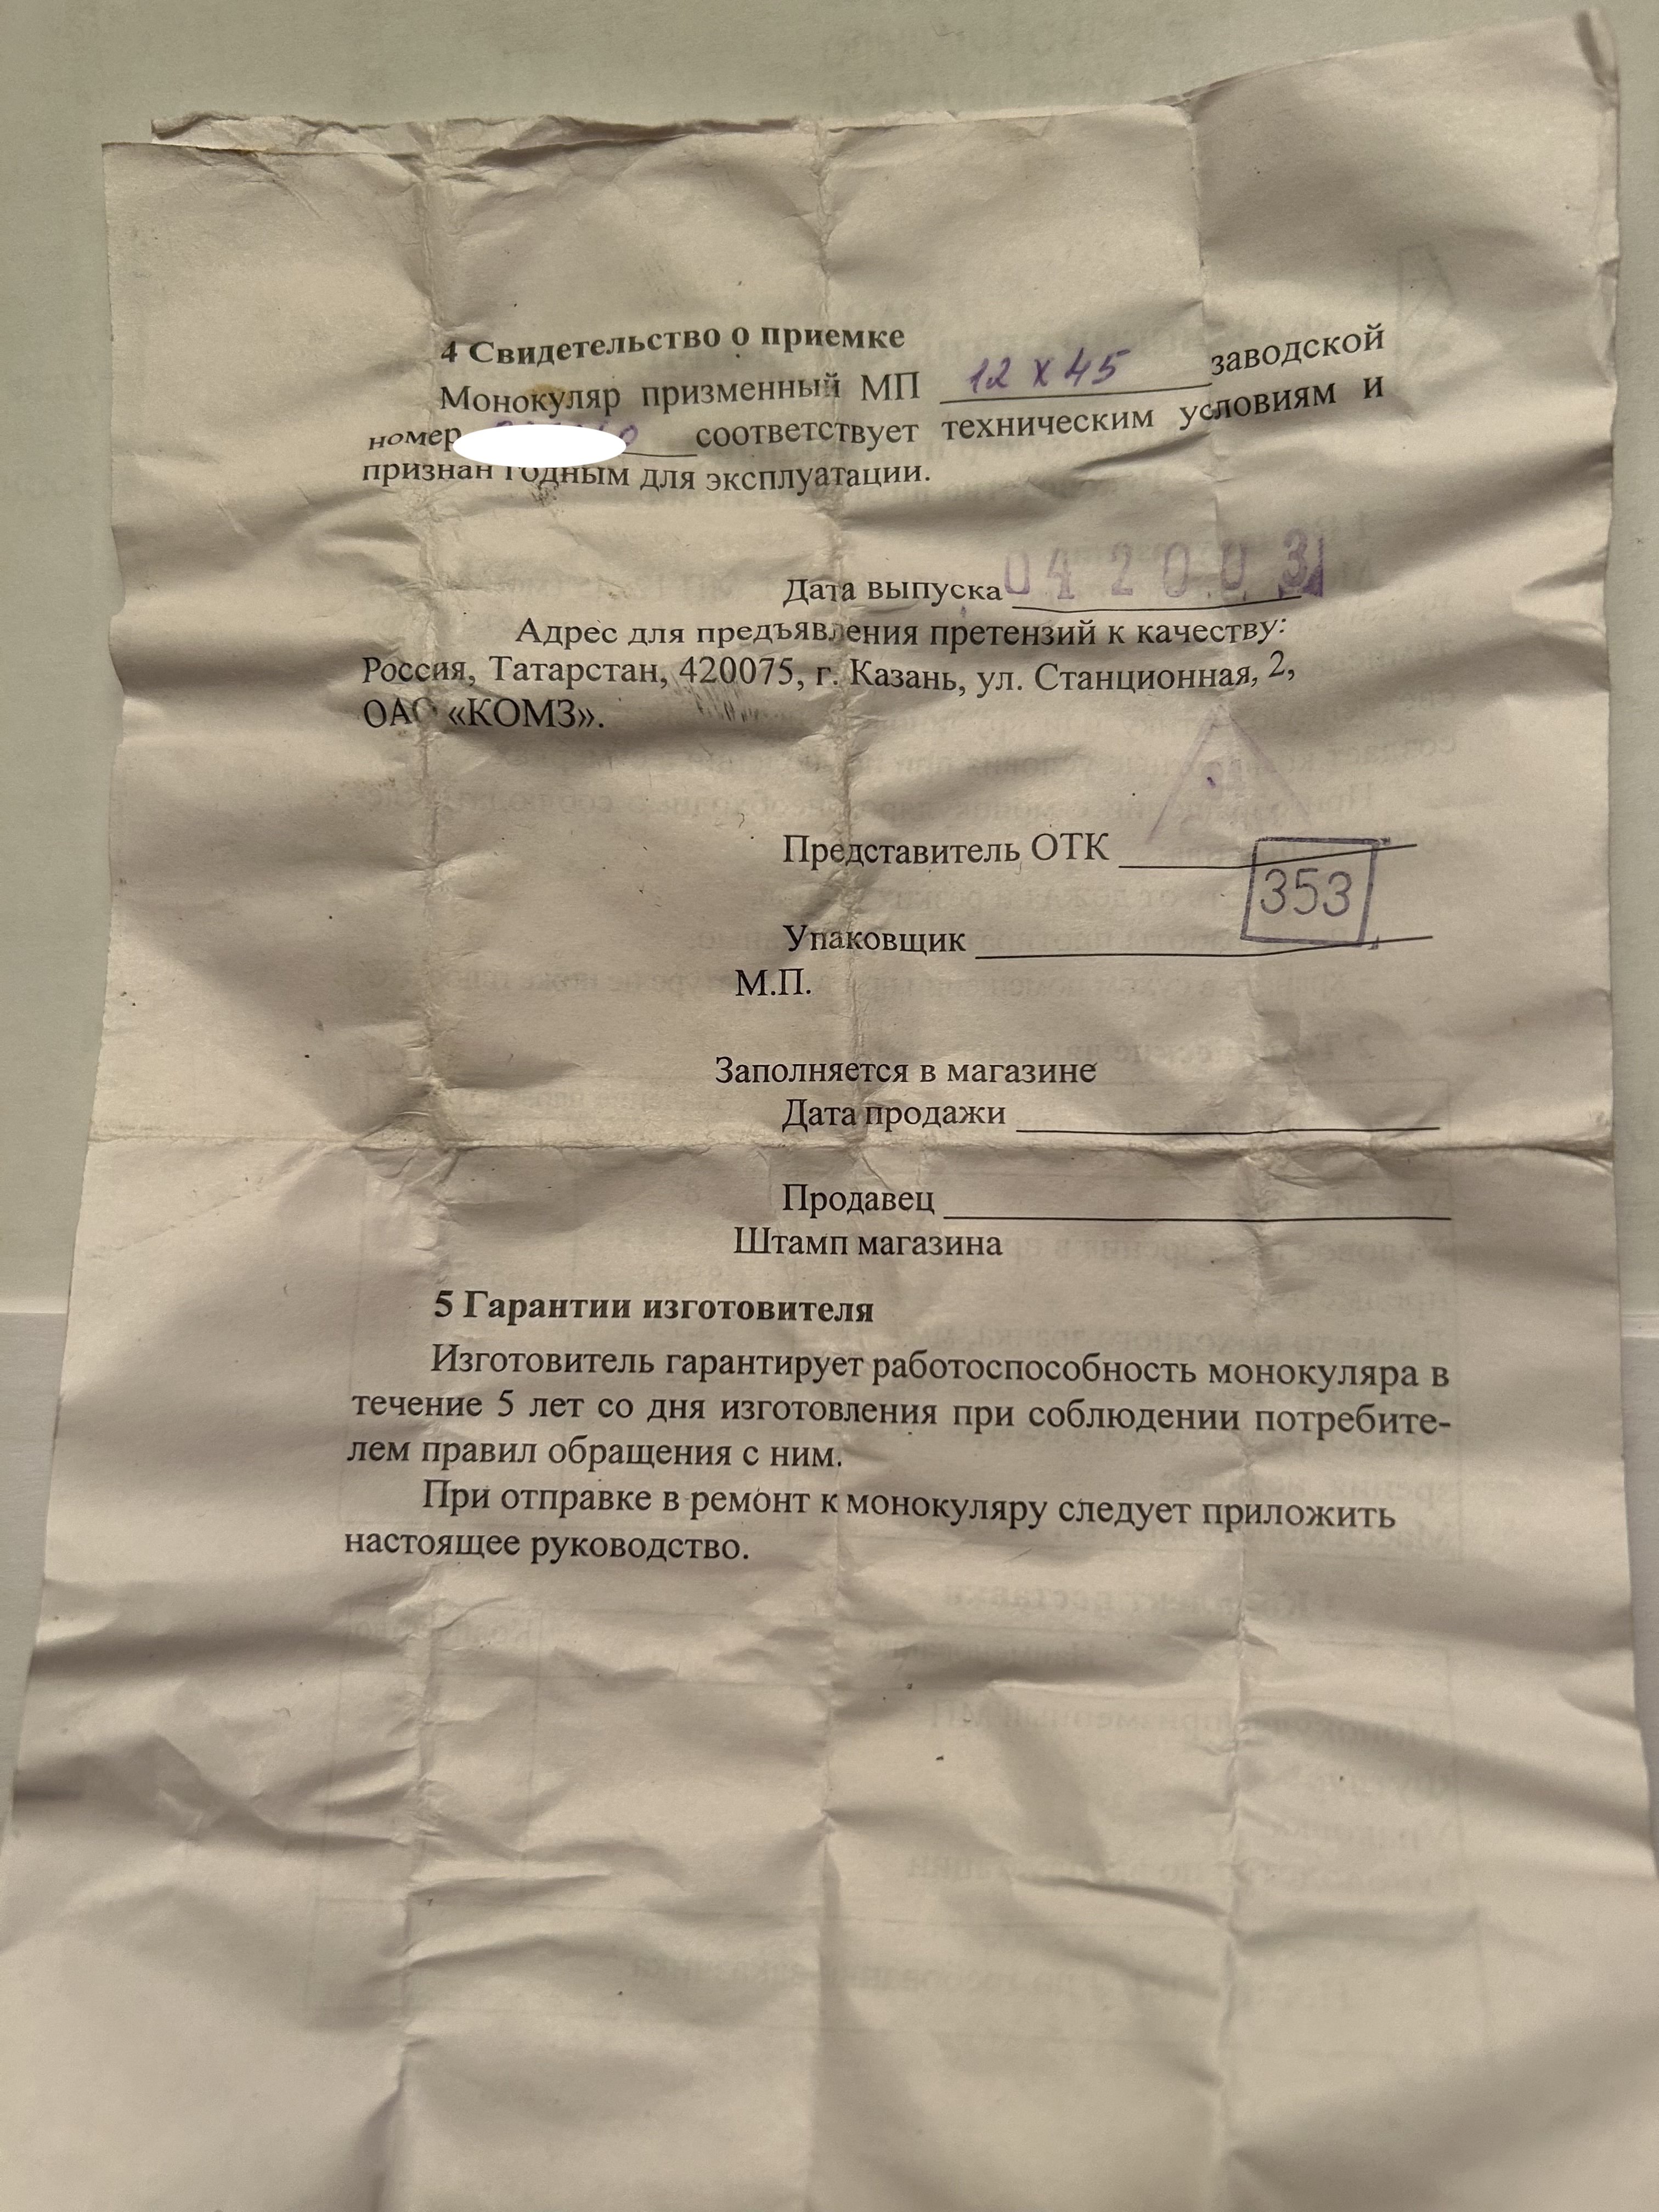 4 Свидетельство о приемке
Монокуляр призменный МП 12 х 45 заводской
номер соответствует техническим условиям и
признан годным для эксплуатации.
Дата выпуска 04 2003
Адрес для предъявления претензий к качеству:
Россия, Татарстан, 420075, г. Казань, ул. Станционная, 2,
ОАО «КОМЗ».
Представитель ОТК
353
Упаковщик
М.П.
Заполняется в магазине
Дата продажи
Продавец
Штамп магазина
5 Гарантии изготовителя
Изготовитель гарантирует работоспособность монокуляра в
течение 5 лет со дня изготовления при соблюдении потребите-
лем правил обращения с ним.
При отправке в ремонт к монокуляру следует приложить
настоящее руководство.